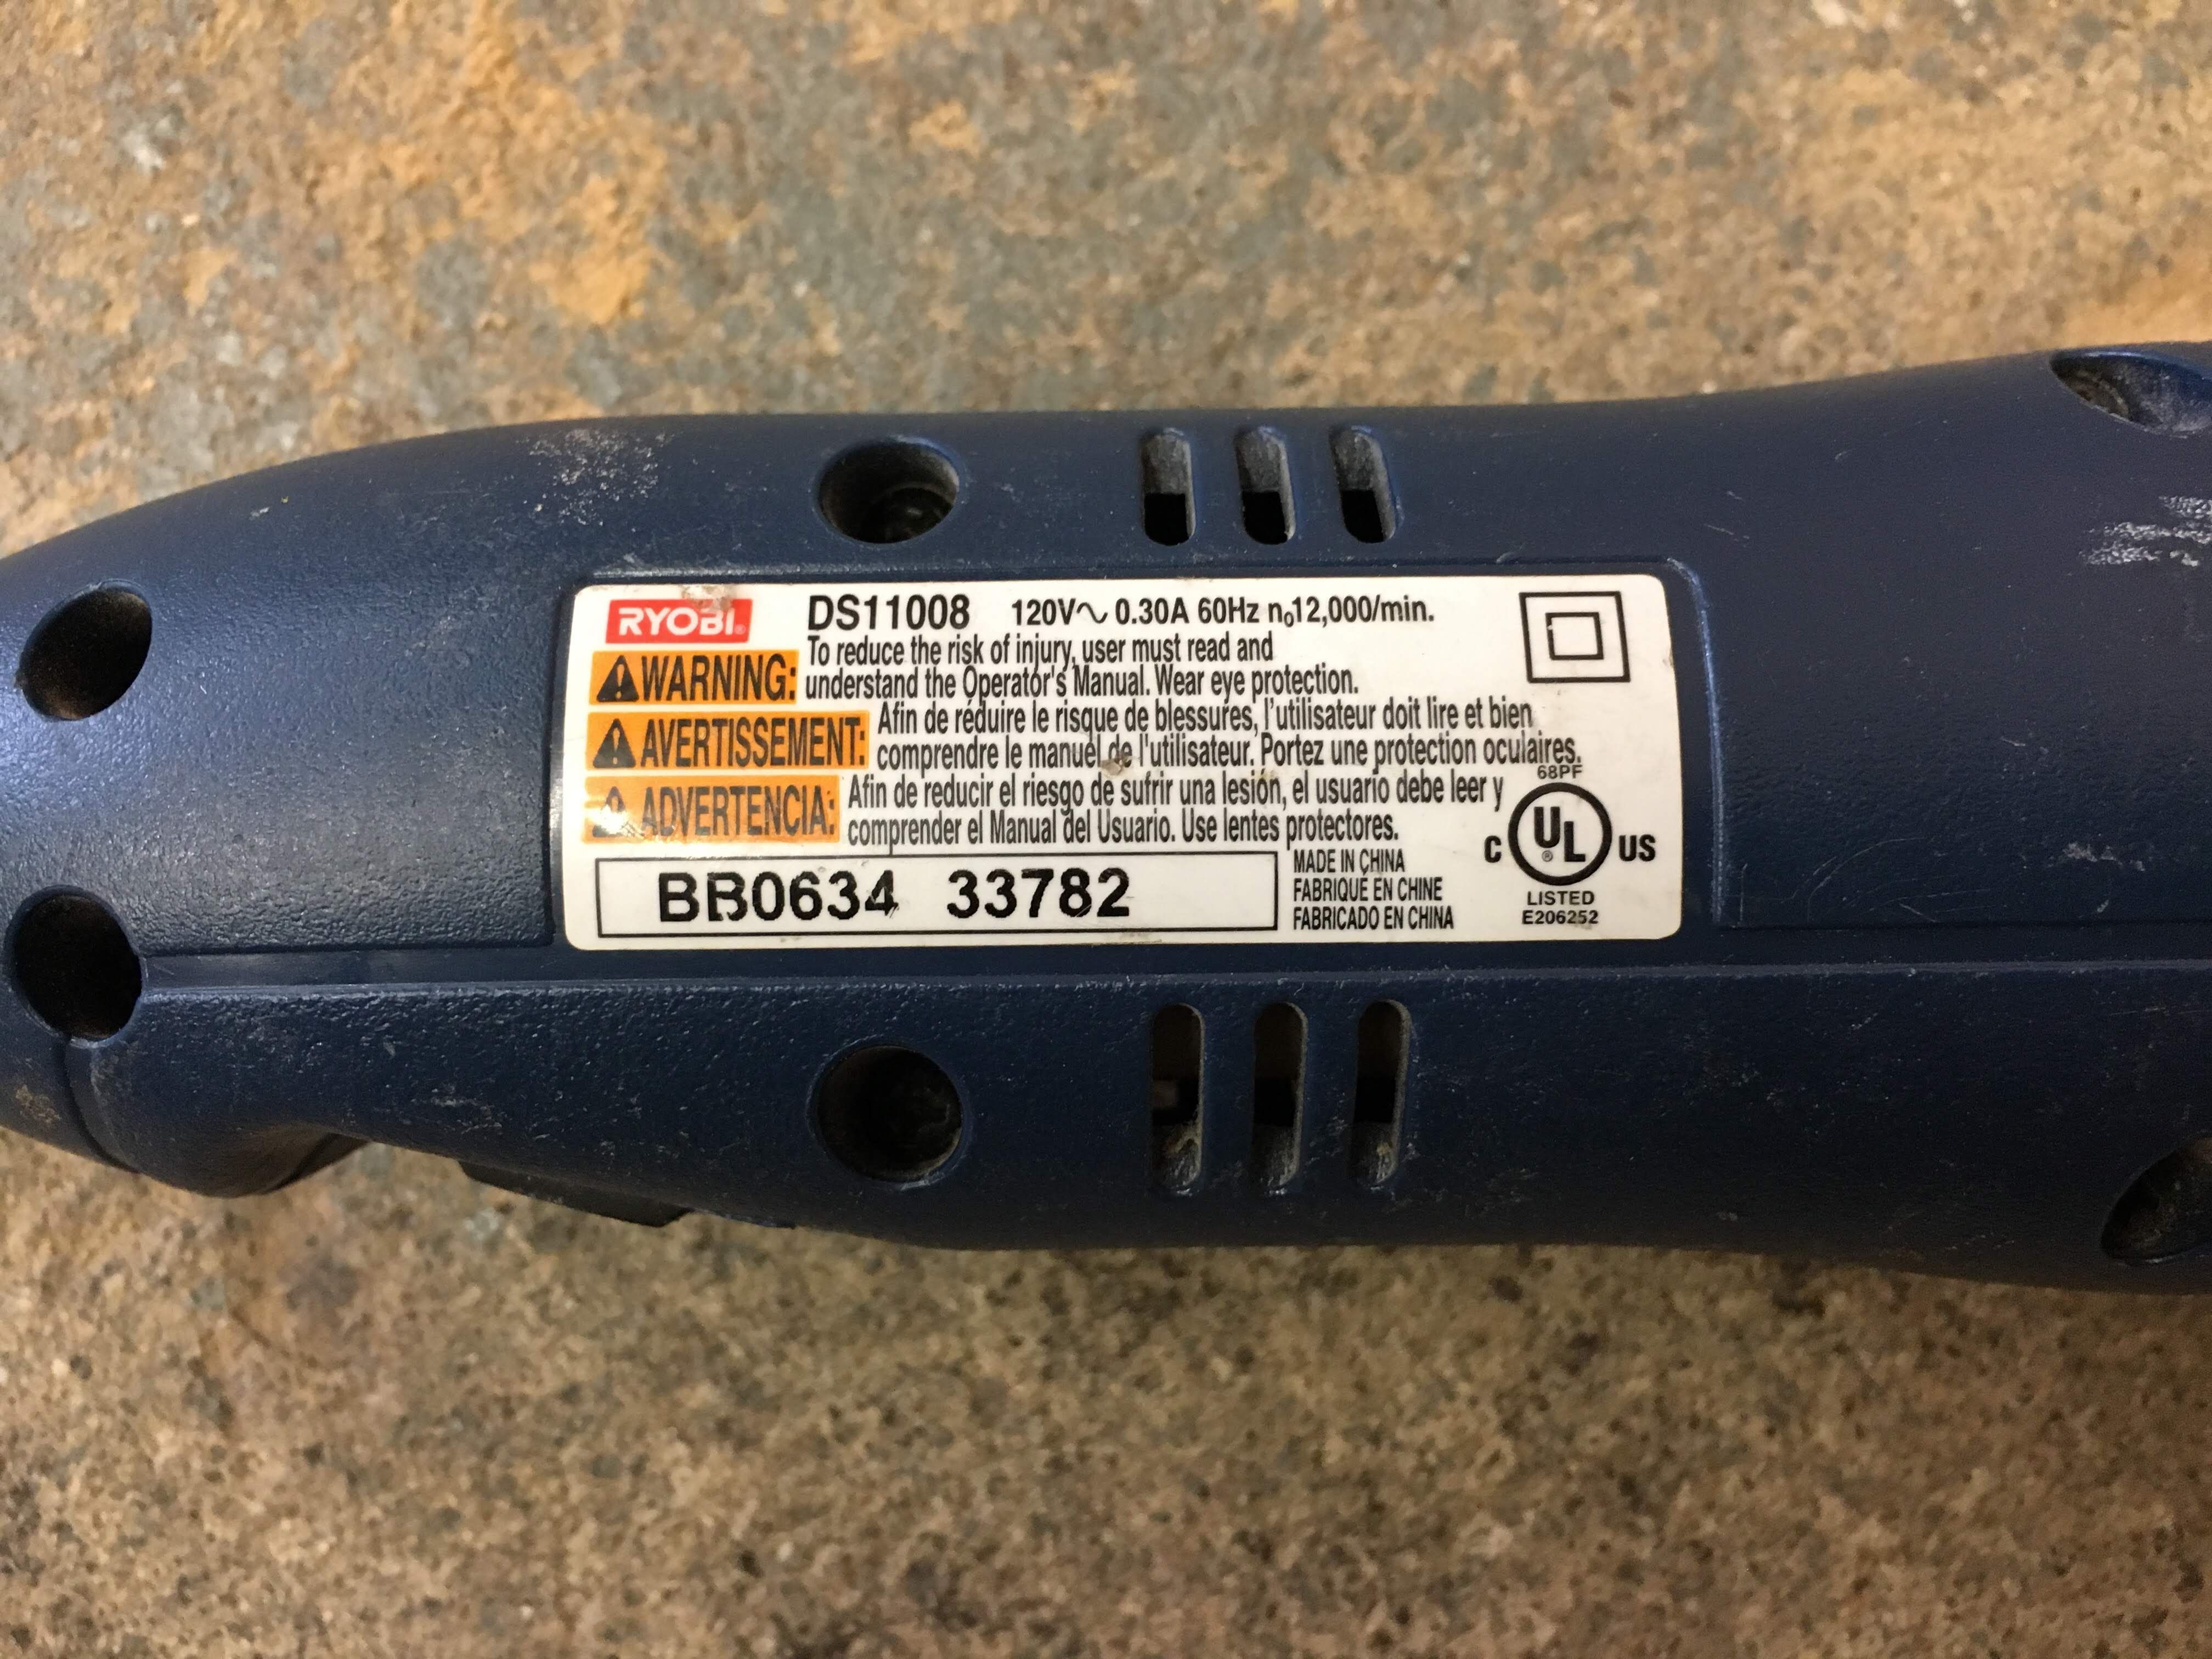 RYOBI®
DS11008 120V∿ 0.30A 60Hz n₀12,000/min.
WARNING: To reduce the risk of injury, user must read and
understand the Operator's Manual. Wear eye protection.
AVERTISSEMENT: Afin de réduire le risque de blessures, l'utilisateur doit lire et bien
comprendre le manuel de l'utilisateur. Portez une protection oculaires.
ADVERTENCIA: Afin de reducir el riesgo de sufrir una lesión, el usuario debe leer y
comprender el Manual del Usuario. Use lentes protectores.
68PF
C UL® US
LISTED
E206252
BB0634 33782
MADE IN CHINA
FABRIQUÉ EN CHINE
FABRICADO EN CHINA